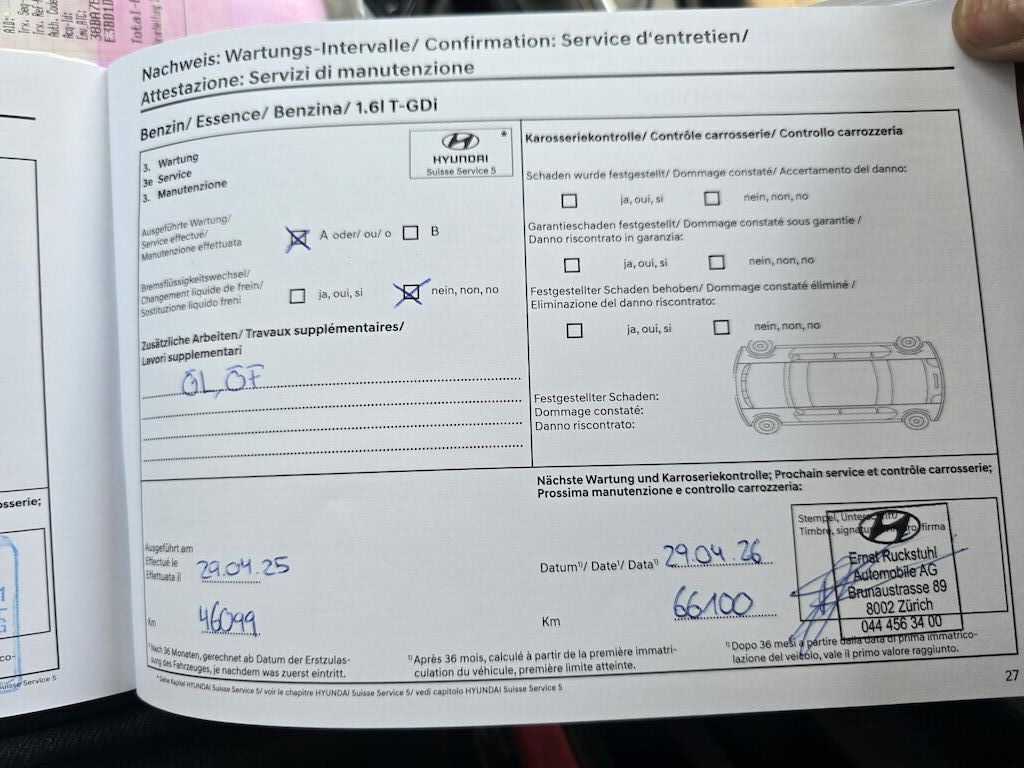 Total-E
Nachweis: Wartungs-Intervalle/ Confirmation: Service d'entretien/
Attestazione: Servizi di manutenzione
Benzin/ Essence/ Benzina/ 1.6l T-GDi
3. Wartung
3e Service
3. Manutenzione
HYUNDAI *
Suisse Service 5
Ausgeführte Wartung/
Service effectué/
Manutenzione effettuata
A oder/ ou/ o B
Bremsflüssigkeitswechsel/
Changement liquide de frein/
Sostituzione liquido freni
ja, oui, si nein, non, no
Zusätzliche Arbeiten/ Travaux supplémentaires/
Lavori supplementari
ÖL, ÖF
Karosseriekontrolle/ Contrôle carrosserie/ Controllo carrozzeria
Schaden wurde festgestellt/ Dommage constaté/ Accertamento del danno:
ja, oui, si nein, non, no
Garantieschaden festgestellt/ Dommage constaté sous garantie /
Danno riscontrato in garanzia:
ja, oui, si nein, non, no
Festgestellter Schaden behoben/ Dommage constaté éliminé /
Eliminazione del danno riscontrato:
ja, oui, si nein, non, no
Festgestellter Schaden:
Dommage constaté:
Danno riscontrato:
Ausgeführt am
Effectué le
Effettuata il
29.04.25
Km
46099
Nächste Wartung und Karroseriekontrolle; Prochain service et contrôle carrosserie;
Prossima manutenzione e controllo carrozzeria:
Datum¹⁾/ Date¹/ Data¹⁾ 29.04.26
Km 66100
Stempel,
Timbre, firma
Ernst Ruckstuhl
Automobile AG
Brunaustrasse 89
8002 Zürich
044 456 34 00
¹⁾ Nach 36 Monaten, gerechnet ab Datum der Erstzulas-
sung des Fahrzeuges, je nachdem was zuerst eintritt.
¹⁾ Après 36 mois, calculé à partir de la première immatri-
culation du véhicule, première limite atteinte.
¹⁾ Dopo 36 mesi a partire dalla data di prima immatrico-
lazione del veicolo, vale il primo valore raggiunto.
* Siehe Kapitel HYUNDAI Suisse Service 5/ voir le chapitre HYUNDAI Suisse Service 5/ vedi capitolo HYUNDAI Suisse Service 5
27
osserie;
Suisse Service 5